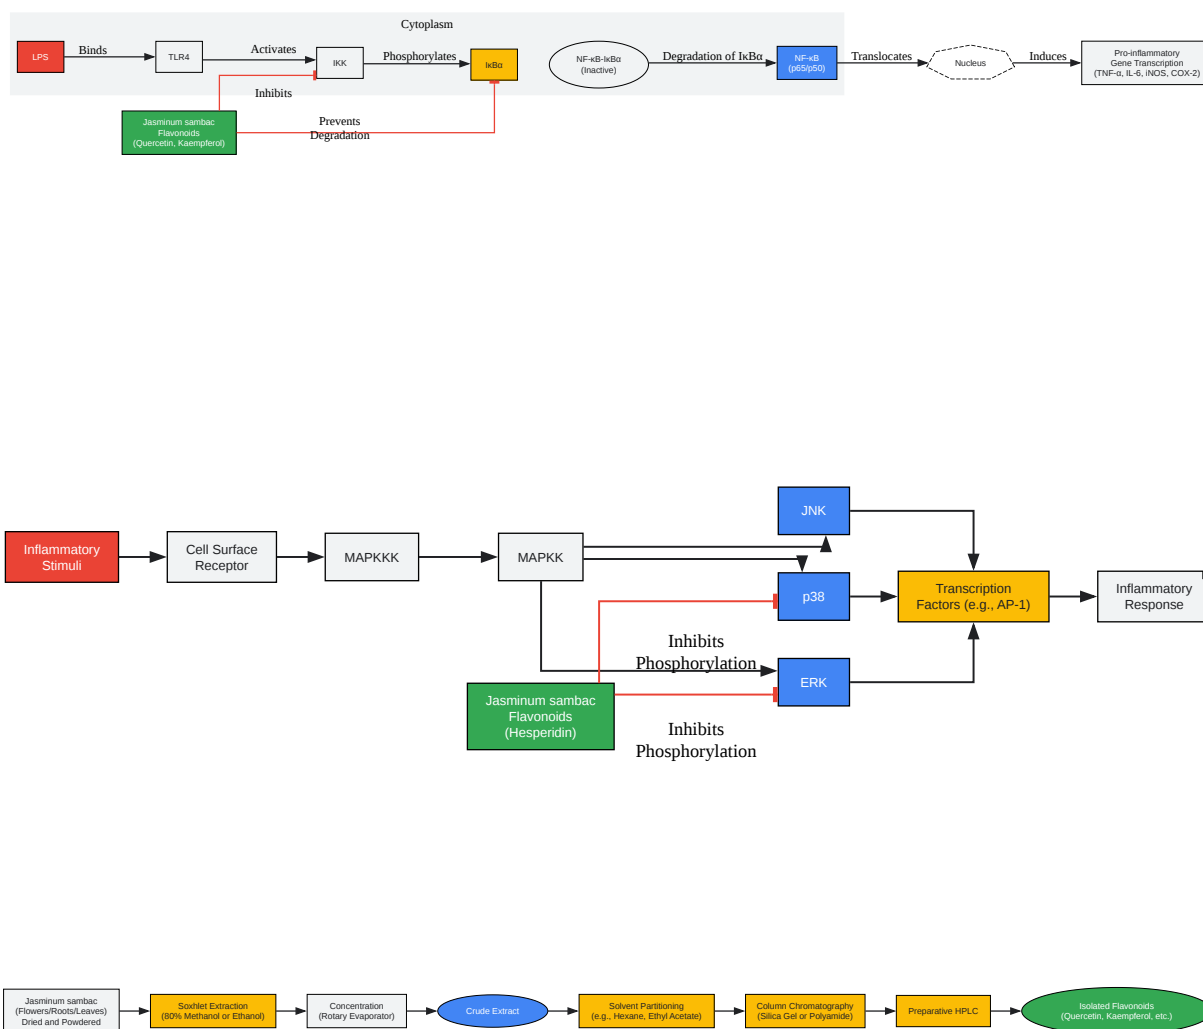 Cytoplasm
LPS
Binds
TLR4
Activates
IKK
Phosphorylates
IκBα
NF-κB-IκBα
(Inactive)
Degradation of IκBα
NF-κB
(p65/p50)
Translocates
Nucleus
Induces
Pro-inflammatory
Gene Transcription
(TNF-α, IL-6, iNOS, COX-2)
Inhibits
Jasminum sambac
Flavonoids
(Quercetin, Kaempferol)
Prevents
Degradation
Inflammatory
Stimuli
Cell Surface
Receptor
MAPKKK
MAPKK
JNK
p38
ERK
Transcription
Factors (e.g., AP-1)
Inflammatory
Response
Inhibits
Phosphorylation
Jasminum sambac
Flavonoids
(Hesperidin)
Inhibits
Phosphorylation
Jasminum sambac
(Flowers/Roots/Leaves)
Dried and Powdered
Soxhlet Extraction
(80% Methanol or Ethanol)
Concentration
(Rotary Evaporator)
Crude Extract
Solvent Partitioning
(e.g., Hexane, Ethyl Acetate)
Column Chromatography
(Silica Gel or Polyamide)
Preparative HPLC
Isolated Flavonoids
(Quercetin, Kaempferol, etc.)